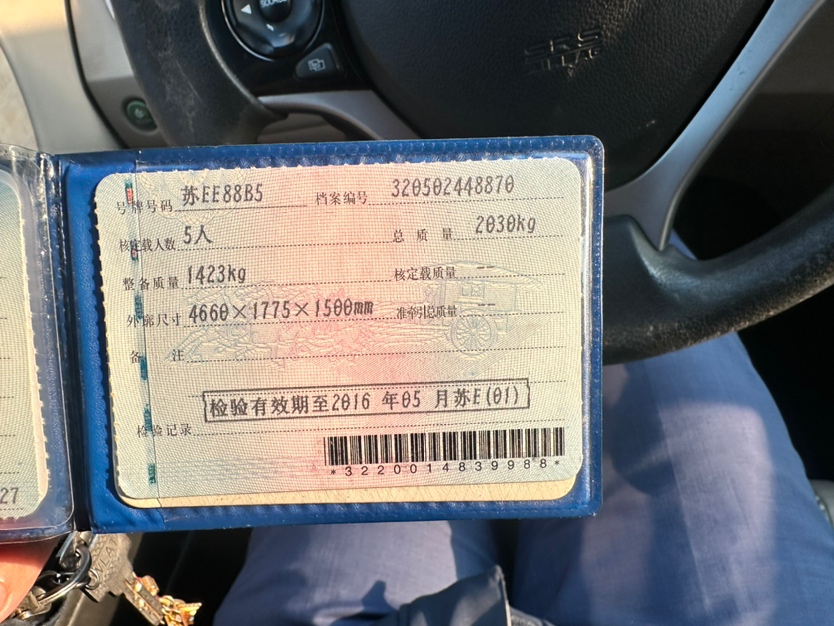 号牌号码 苏EE88B5 档案编号 320502448870
核定载人数 5人 总质量 2030kg
整备质量 1423kg 核定载质量 --
外廓尺寸 4660×1775×1500mm 准牵引总质量 --
备注
检验有效期至2016年05月苏E(01)
检验记录
*3220014839988*
27
SRS